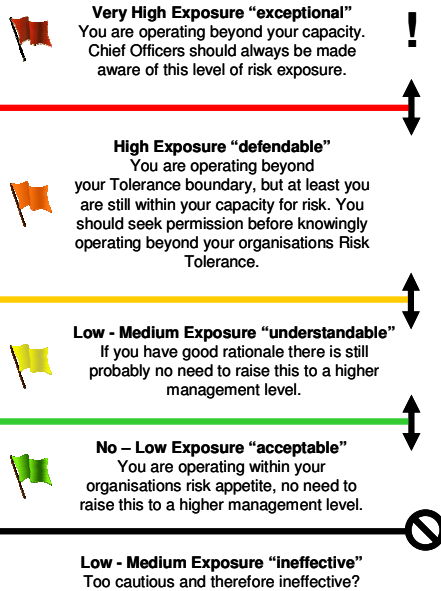 Very High Exposure “exceptional”
You are operating beyond your capacity.
Chief Officers should always be made
aware of this level of risk exposure.
!
High Exposure “defendable”
You are operating beyond
your Tolerance boundary, but at least you
are still within your capacity for risk. You
should seek permission before knowingly
operating beyond your organisations Risk
Tolerance.
Low - Medium Exposure “understandable”
If you have good rationale there is still
probably no need to raise this to a higher
management level.
No – Low Exposure “acceptable”
You are operating within your
organisations risk appetite, no need to
raise this to a higher management level.
Low - Medium Exposure “ineffective”
Too cautious and therefore ineffective?